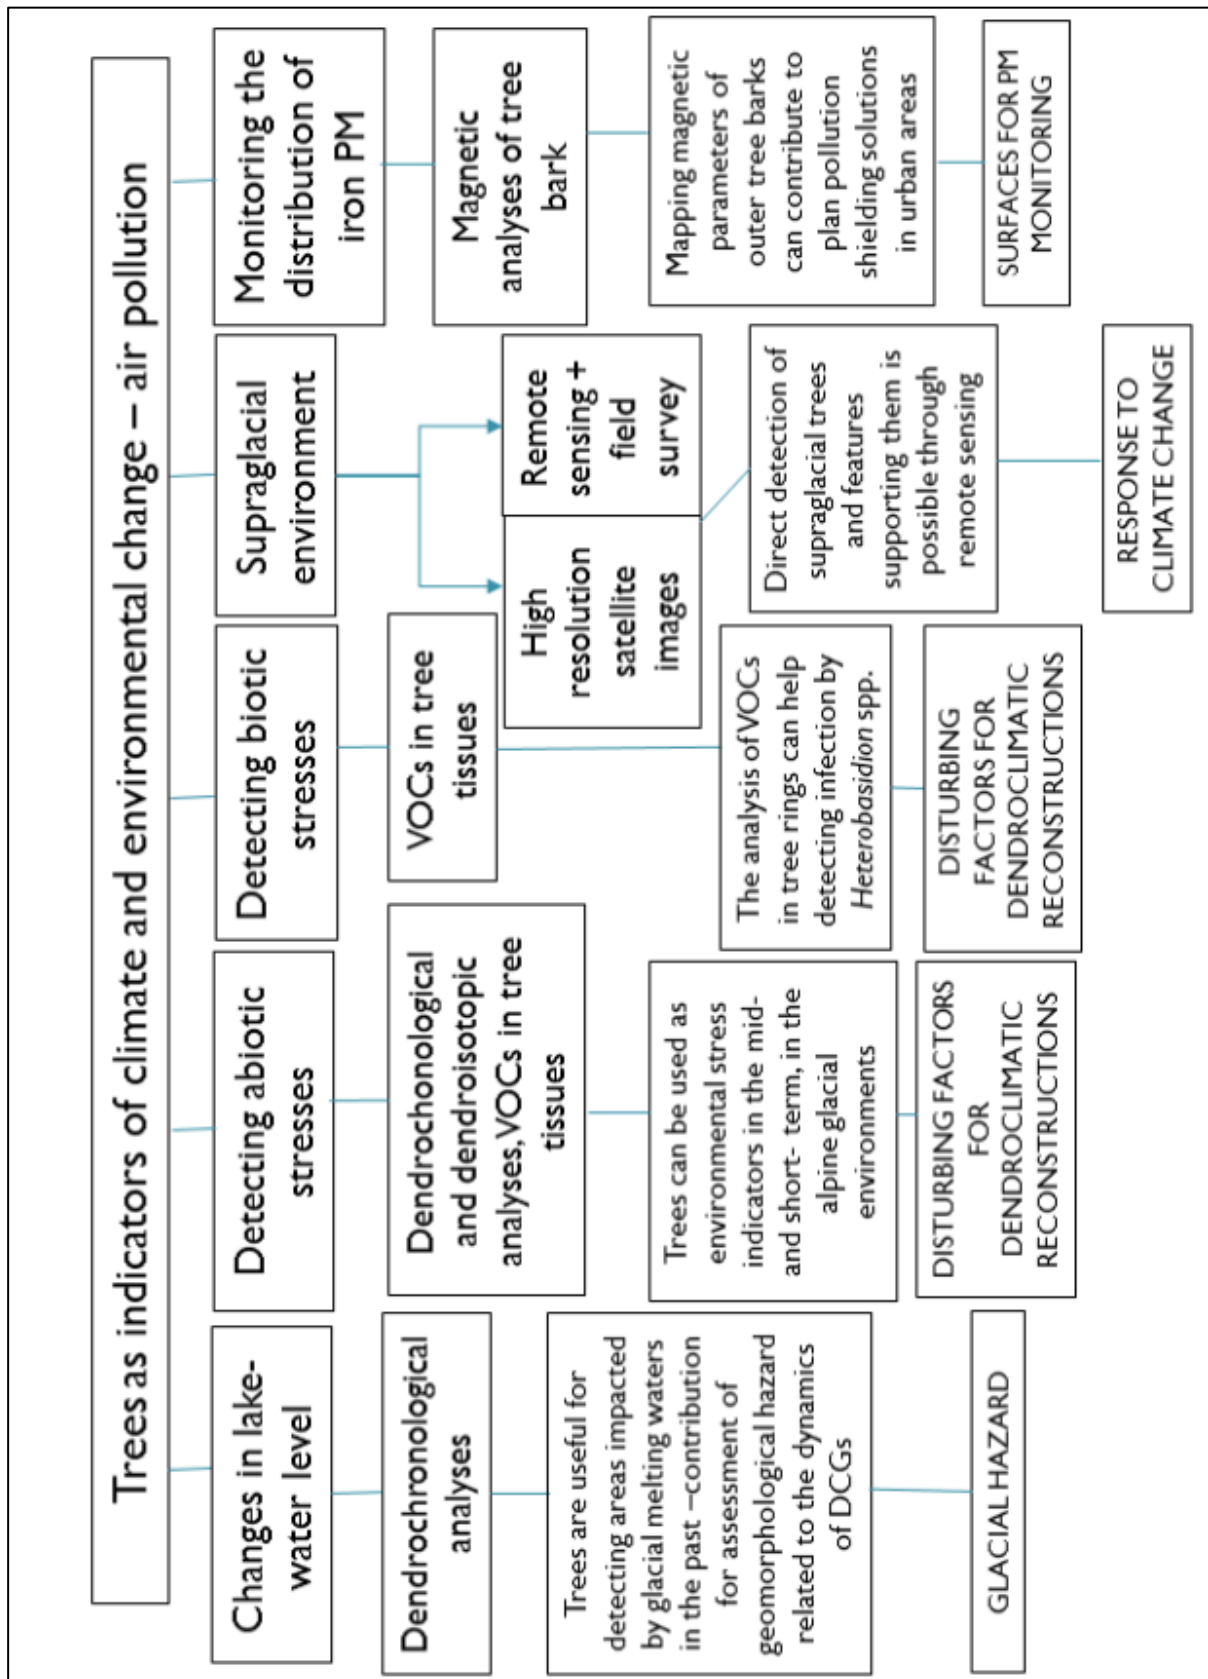 Trees as indicators of climate and environmental change – air pollution
Changes in lake-
water level
Dendrochronological
analyses
Trees are useful for
detecting areas impacted
by glacial melting waters
in the past –contribution
for assessment of
geomorphological hazard
related to the dynamics
of DCGs
GLACIAL HAZARD
Detecting abiotic
stresses
Dendrochonological
and dendroisotopic
analyses,VOCs in tree
tissues
Trees can be used as
environmental stress
indicators in the mid-
and short- term, in the
alpine glacial
environments
DISTURBING FACTORS
FOR
DENDROCLIMATIC
RECONSTRUCTIONS
Detecting biotic
stresses
VOCs in tree
tissues
The analysis of VOCs
in tree rings can help
detecting infection by
Heterobasidion spp.
DISTURBING
FACTORS FOR
DENDROCLIMATIC
RECONSTRUCTIONS
Supraglacial
environment
High
resolution
satellite
images
Remote
sensing +
field
survey
Direct detection of
supraglacial trees
and features
supporting them is
possible through
remote sensing
RESPONSE TO
CLIMATE CHANGE
Monitoring the
distribution of
iron PM
Magnetic
analyses of tree
bark
Mapping magnetic
parameters of
outer tree barks
can contribute to
plan pollution
shielding solutions
in urban areas
SURFACES FOR PM
MONITORING